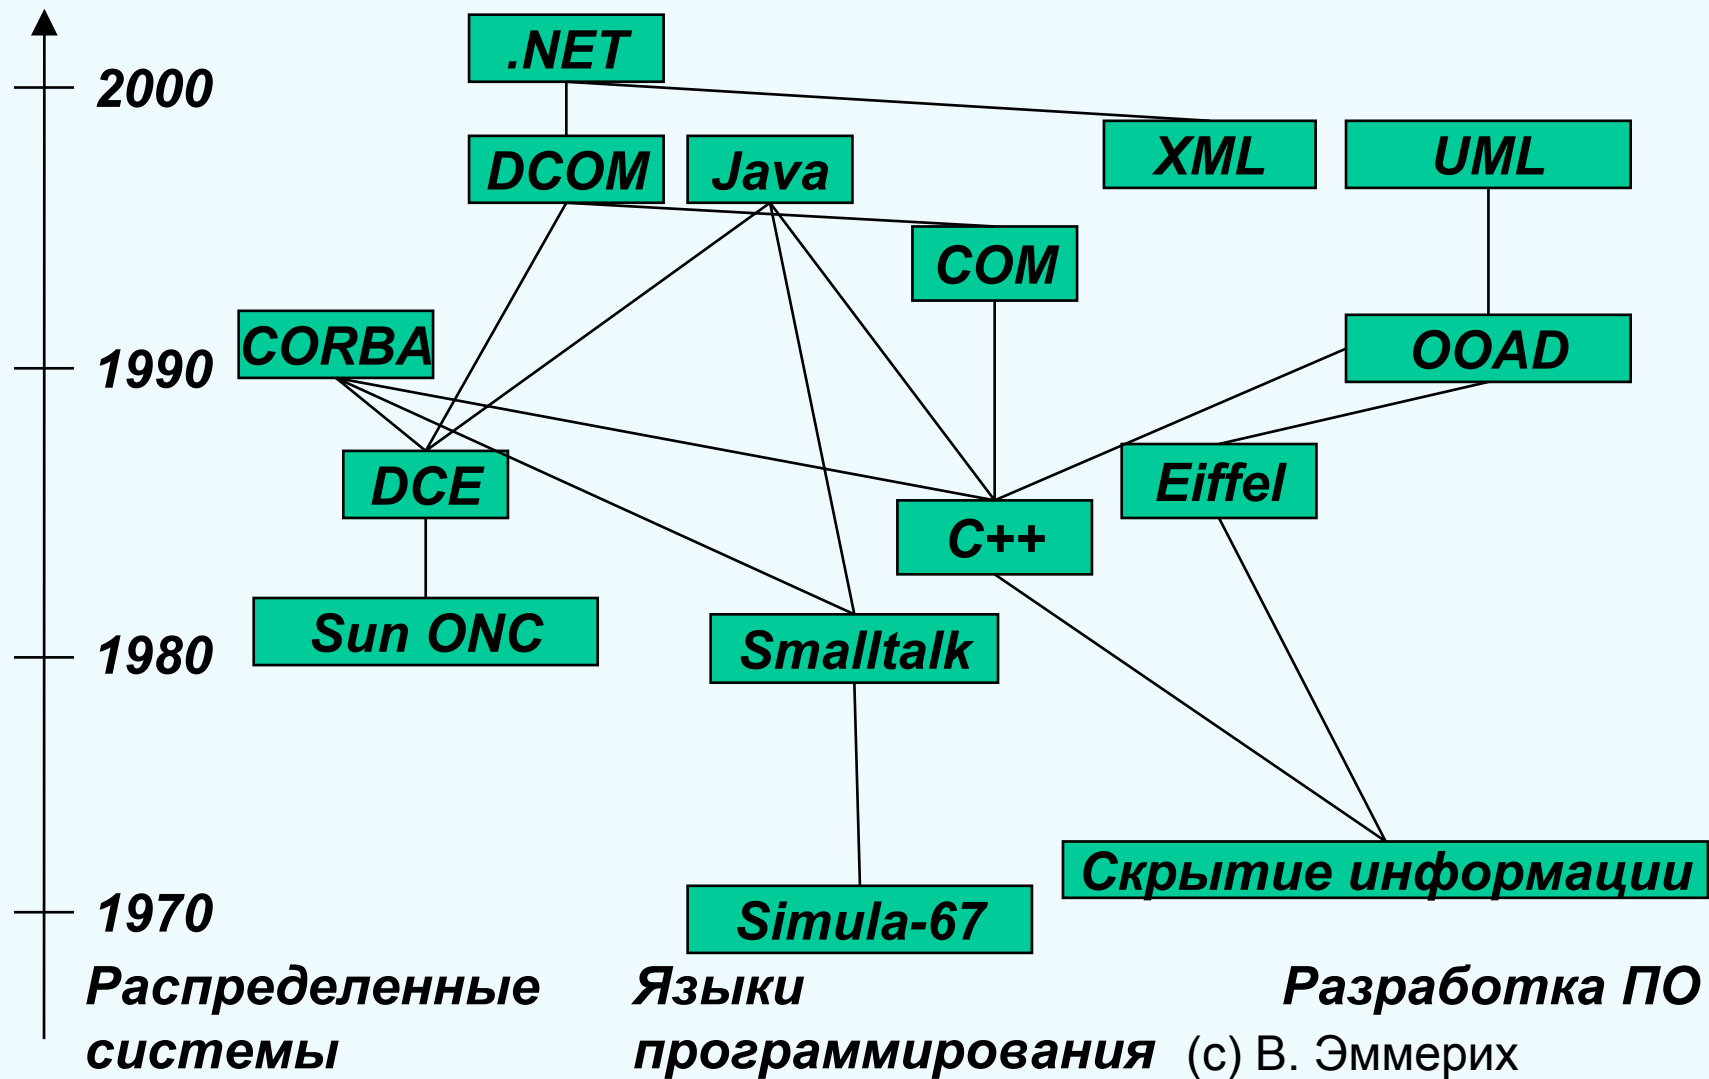 .NET
2000
DCOM
Java
XML
UML
COM
CORBA
1990
OOAD
DCE
Eiffel
C++
Sun ONC
1980
Smalltalk
Скрытие информации
1970
Simula-67
Распределенные
системы
Языки
программирования
Разработка ПО
(c) В. Эммерих